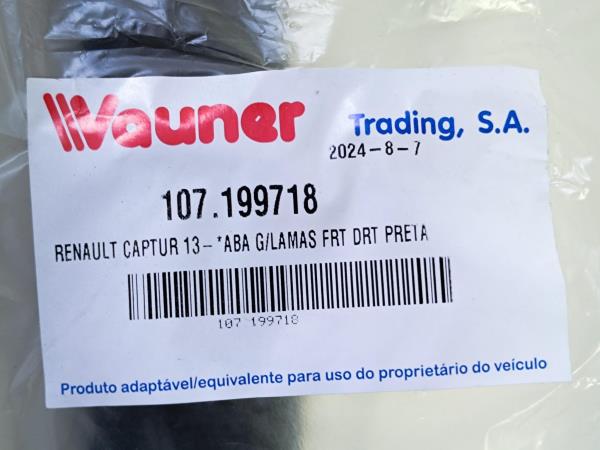 Wauner Trading, S.A.
2024-8-7
107.199718
RENAULT CAPTUR 13-*ABA G/LAMAS FRT DRT PRETA
107 199718
Produto adaptável/equivalente para uso do proprietário do veículo